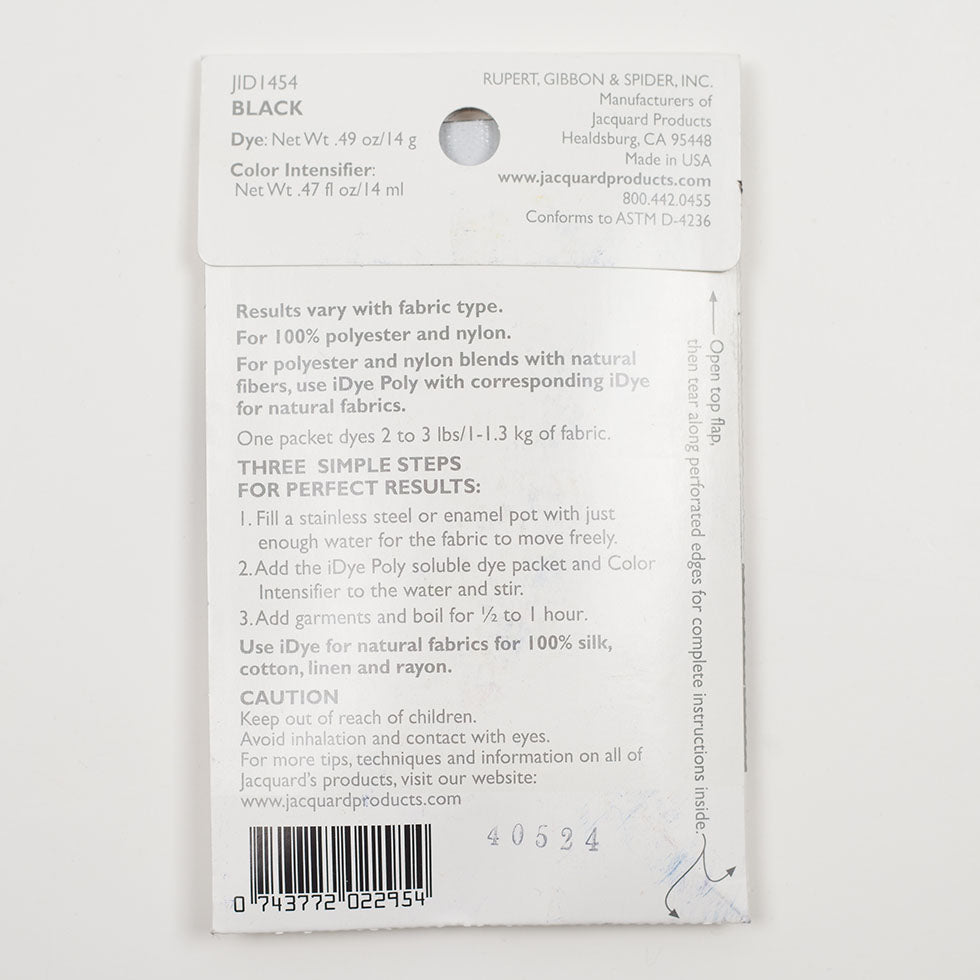 JID1454
BLACK
Dye: Net Wt .49 oz/14 g
Color Intensifier:
Net Wt .47 fl oz/14 ml
RUPERT, GIBBON & SPIDER, INC.
Manufacturers of
Jacquard Products
Healdsburg, CA 95448
Made in USA
www.jacquardproducts.com
800.442.0455
Conforms to ASTM D-4236
Results vary with fabric type.
For 100% polyester and nylon.
For polyester and nylon blends with natural
fibers, use iDye Poly with corresponding iDye
for natural fabrics.
One packet dyes 2 to 3 lbs/1-1.3 kg of fabric.
THREE SIMPLE STEPS
FOR PERFECT RESULTS:
1. Fill a stainless steel or enamel pot with just
enough water for the fabric to move freely.
2. Add the iDye Poly soluble dye packet and Color
Intensifier to the water and stir.
3. Add garments and boil for ½ to 1 hour.
Use iDye for natural fabrics for 100% silk,
cotton, linen and rayon.
CAUTION
Keep out of reach of children.
Avoid inhalation and contact with eyes.
For more tips, techniques and information on all of
Jacquard's products, visit our website:
www.jacquardproducts.com
Open top flap,
then tear along perforated edges for complete instructions inside.
40524
0 743772 022954